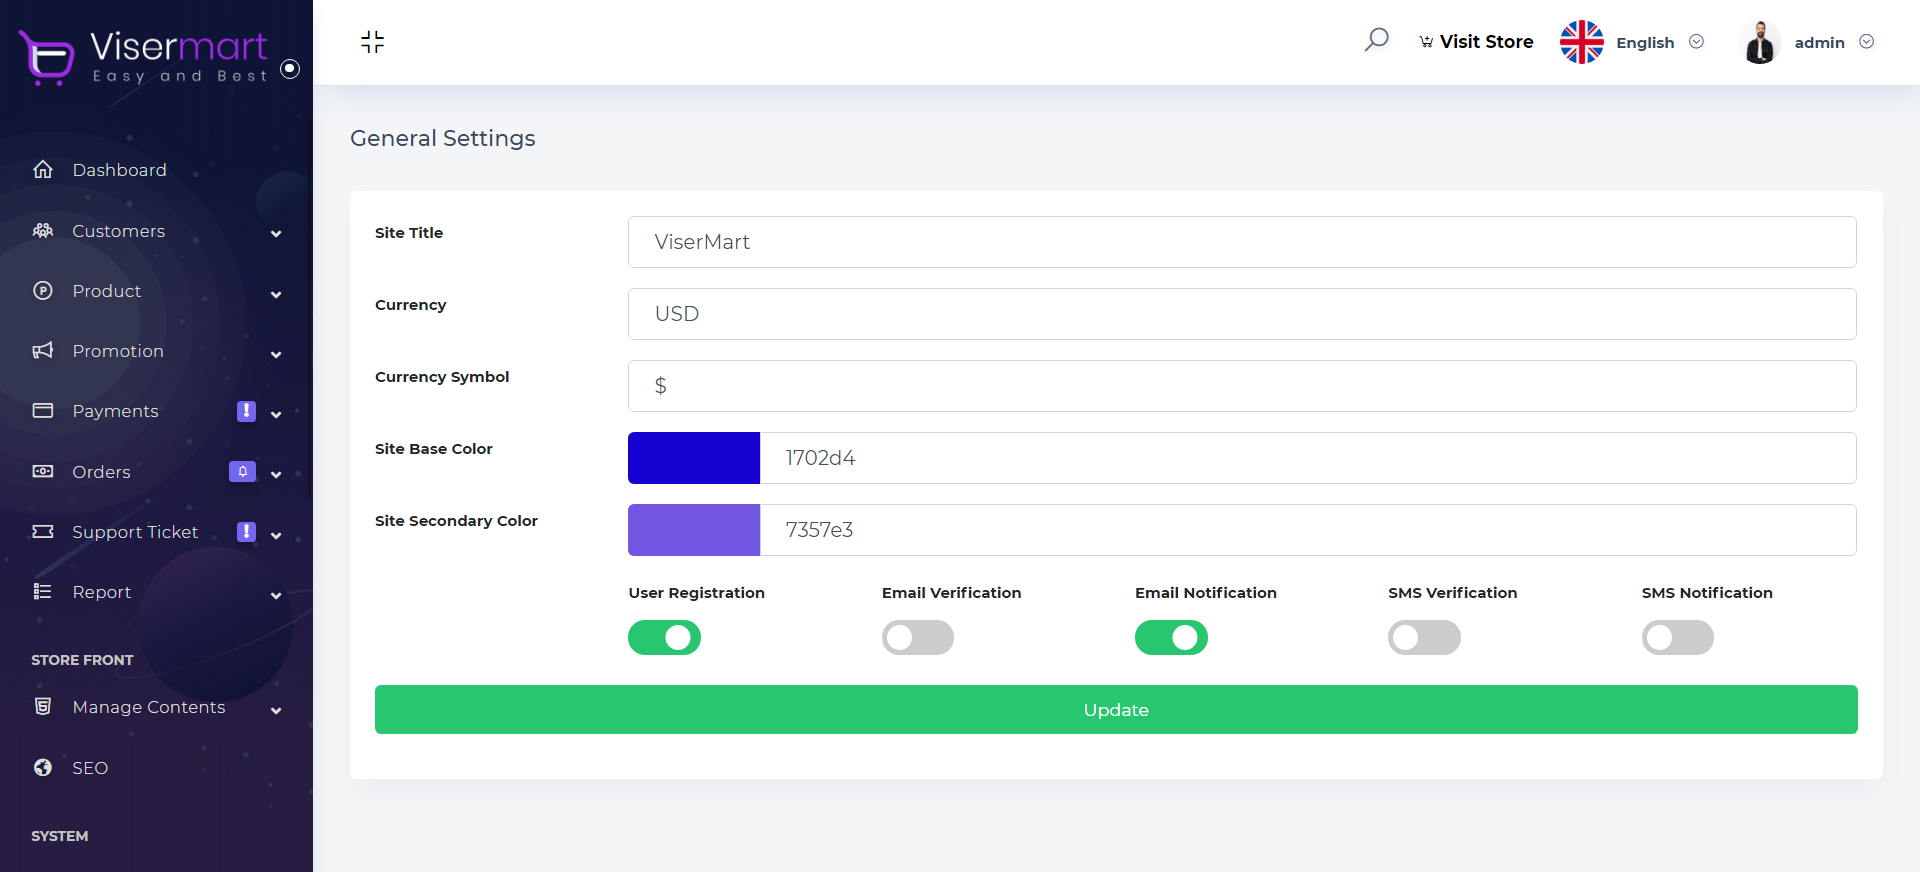 Visermart
Easy and Best
Visit Store
English
admin
Dashboard
Customers
Product
Promotion
Payments
!
Orders
Support Ticket
!
Report
STORE FRONT
Manage Contents
SEO
SYSTEM
General Settings
Site Title
ViserMart
Currency
USD
Currency Symbol
$
Site Base Color
1702d4
Site Secondary Color
7357e3
User Registration Email Verification Email Notification SMS Verification SMS Notification
Update